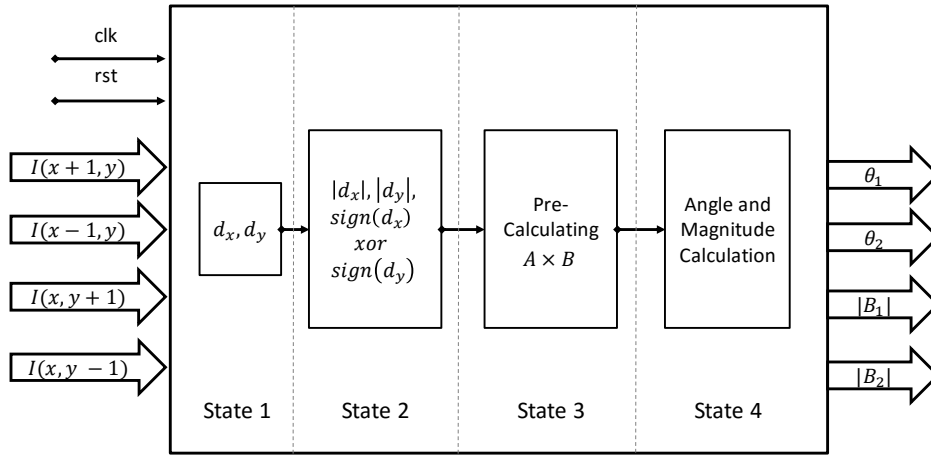 clk
rst
I(x + 1, y)
I(x − 1, y)
I(x, y + 1)
I(x, y − 1)
d_x, d_y
|d_x|, |d_y|,
sign(d_x)
xor
sign(d_y)
Pre-
Calculating
A × B
Angle and
Magnitude
Calculation
θ_1
θ_2
|B_1|
|B_2|
State 1
State 2
State 3
State 4